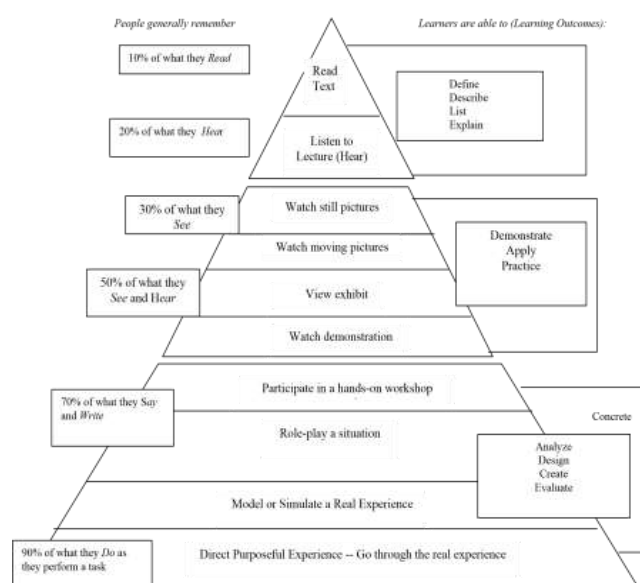 People generally remember
Learners are able to (Learning Outcomes):
10% of what they Read
Read
Text
Define
Describe
List
Explain
20% of what they Hear
Listen to
Lecture (Hear)
30% of what they
See
Watch still pictures
Watch moving pictures
Demonstrate
Apply
Practice
50% of what they
See and Hear
View exhibit
Watch demonstration
70% of what they Say
and Write
Participate in a hands-on workshop
Role-play a situation
Concrete
Analyze
Design
Create
Evaluate
Model or Simulate a Real Experience
90% of what they Do as
they perform a task
Direct Purposeful Experience -- Go through the real experience